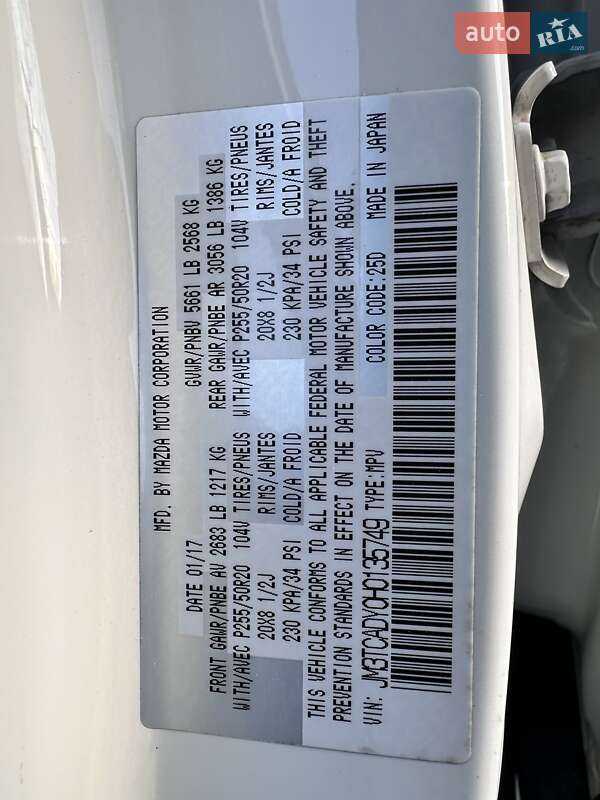 auto RIA .com
MFD. BY MAZDA MOTOR CORPORATION
DATE 01/17 GVWR/PNBV 5661 LB 2568 KG
FRONT GAWR/PNBE AV 2683 LB 1217 KG REAR GAWR/PNBE AR 3056 LB 1386 KG
WITH/AVEC P255/50R20 104V TIRES/PNEUS WITH/AVEC P255/50R20 104V TIRES/PNEUS
20X8 1/2J RIMS/JANTES 20X8 1/2J RIMS/JANTES
230 KPA/34 PSI COLD/A FROID 230 KPA/34 PSI COLD/A FROID
THIS VEHICLE CONFORMS TO ALL APPLICABLE FEDERAL MOTOR VEHICLE SAFETY AND THEFT
PREVENTION STANDARDS IN EFFECT ON THE DATE OF MANUFACTURE SHOWN ABOVE.
VIN: JM3TCADY0H0135749 TYPE:MPV COLOR CODE:25D MADE IN JAPAN